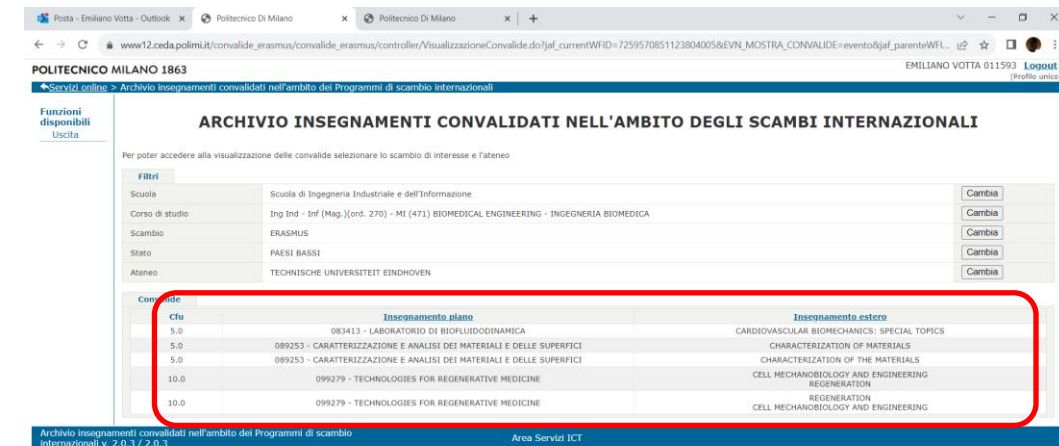 Posta - Emiliano Votta - Outlook
Politecnico Di Milano
Politecnico Di Milano
www12.ceda.polimi.it/convalide_erasmus/convalide_erasmus/controller/VisualizzazioneConvalide.do?jaf_currentWFID=7259570851123804005&EVN_MOSTRA_CONVALIDE=evento&jaf_parenteWFI...
POLITECNICO MILANO 1863
EMILIANO VOTTA 011593 Logout
(Profilo unico
Servizi online > Archivio insegnamenti convalidati nell'ambito dei Programmi di scambio internazionali
Funzioni disponibili
Uscita
ARCHIVIO INSEGNAMENTI CONVALIDATI NELL'AMBITO DEGLI SCAMBI INTERNAZIONALI
Per poter accedere alla visualizzazione delle convalide selezionare lo scambio di interesse e l'ateneo
Filtri
Scuola Scuola di Ingegneria Industriale e dell'Informazione Cambia
Corso di studio Ing Ind - Inf (Mag.)(ord. 270) - MI (471) BIOMEDICAL ENGINEERING - INGEGNERIA BIOMEDICA Cambia
Scambio ERASMUS Cambia
Stato PAESI BASSI Cambia
Ateneo TECHNISCHE UNIVERSITEIT EINDHOVEN Cambia
Convalide
Cfu Insegnamento piano Insegnamento estero
5.0 083413 - LABORATORIO DI BIOFLUIDODINAMICA CARDIOVASCULAR BIOMECHANICS: SPECIAL TOPICS
5.0 089253 - CARATTERIZZAZIONE E ANALISI DEI MATERIALI E DELLE SUPERFICI CHARACTERIZATION OF MATERIALS
5.0 089253 - CARATTERIZZAZIONE E ANALISI DEI MATERIALI E DELLE SUPERFICI CHARACTERIZATION OF THE MATERIALS
10.0 099279 - TECHNOLOGIES FOR REGENERATIVE MEDICINE CELL MECHANOBIOLOGY AND ENGINEERING
REGENERATION
10.0 099279 - TECHNOLOGIES FOR REGENERATIVE MEDICINE REGENERATION
CELL MECHANOBIOLOGY AND ENGINEERING
Archivio insegnamenti convalidati nell'ambito dei Programmi di scambio
internazionali v. 2.0.3 / 2.0.3
Area Servizi ICT